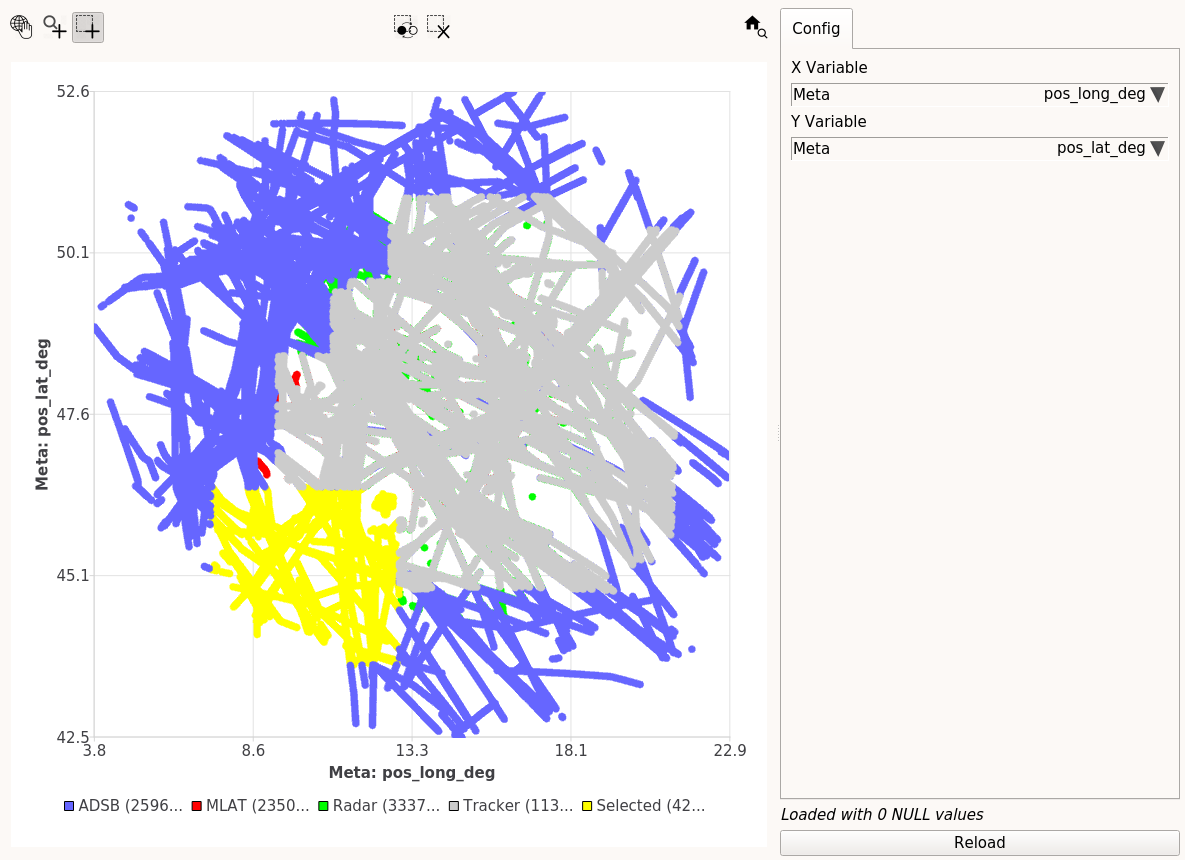 Config
X Variable
Meta pos_long_deg
Y Variable
Meta pos_lat_deg
52.6
50.1
47.6
45.1
42.5
Meta: pos_lat_deg
3.8 8.6 13.3 18.1 22.9
Meta: pos_long_deg
ADSB (2596... MLAT (2350... Radar (3337... Tracker (113... Selected (42...
Loaded with 0 NULL values
Reload